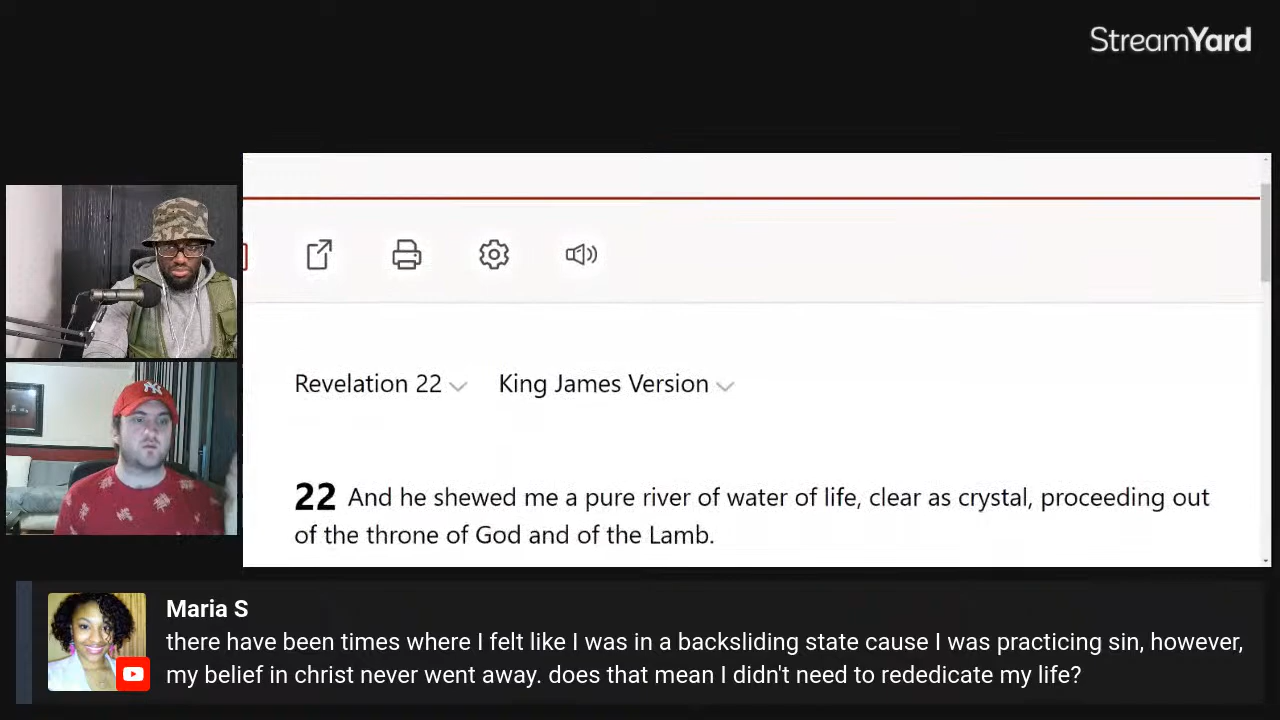 StreamYard
Revelation 22 King James Version
22 And he shewed me a pure river of water of life, clear as crystal, proceeding out
of the throne of God and of the Lamb.
Maria S
there have been times where I felt like I was in a backsliding state cause I was practicing sin, however,
my belief in christ never went away. does that mean I didn't need to rededicate my life?